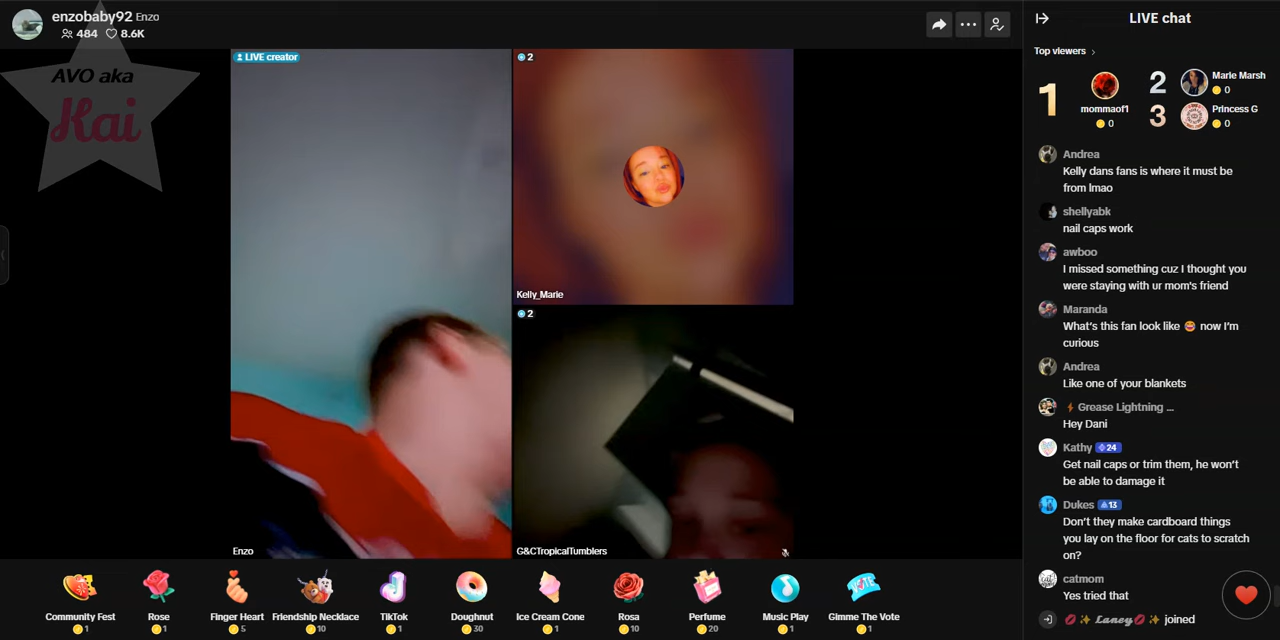 enzobaby92 Enzo
484 8.6K
AVO aka
Kai
LIVE creator
2
Kelly_Marie
2
Enzo
G&CTropicalTumblers
Community Fest
1
Rose
1
Finger Heart
5
Friendship Necklace
10
TikTok
1
Doughnut
30
Ice Cream Cone
1
Rosa
10
Perfume
20
Music Play
1
VOTE
Gimme The Vote
1
LIVE chat
Top viewers
1
mommaof1
0
2
Marie Marsh
0
3
Princess G
0
Andrea
Kelly dans fans is where it must be
from lmao
shellyabk
nail caps work
awboo
I missed something cuz I thought you
were staying with ur mom's friend
Maranda
What's this fan look like 😂 now I'm
curious
Andrea
Like one of your blankets
⚡ Grease Lightning ...
Hey Dani
Kathy 24
Get nail caps or trim them, he won't
be able to damage it
Dukes 13
Don't they make cardboard things
you lay on the floor for cats to scratch
on?
catmom
Yes tried that
💋✨ 𝓛𝓪𝓷𝓮𝔂💋✨ joined